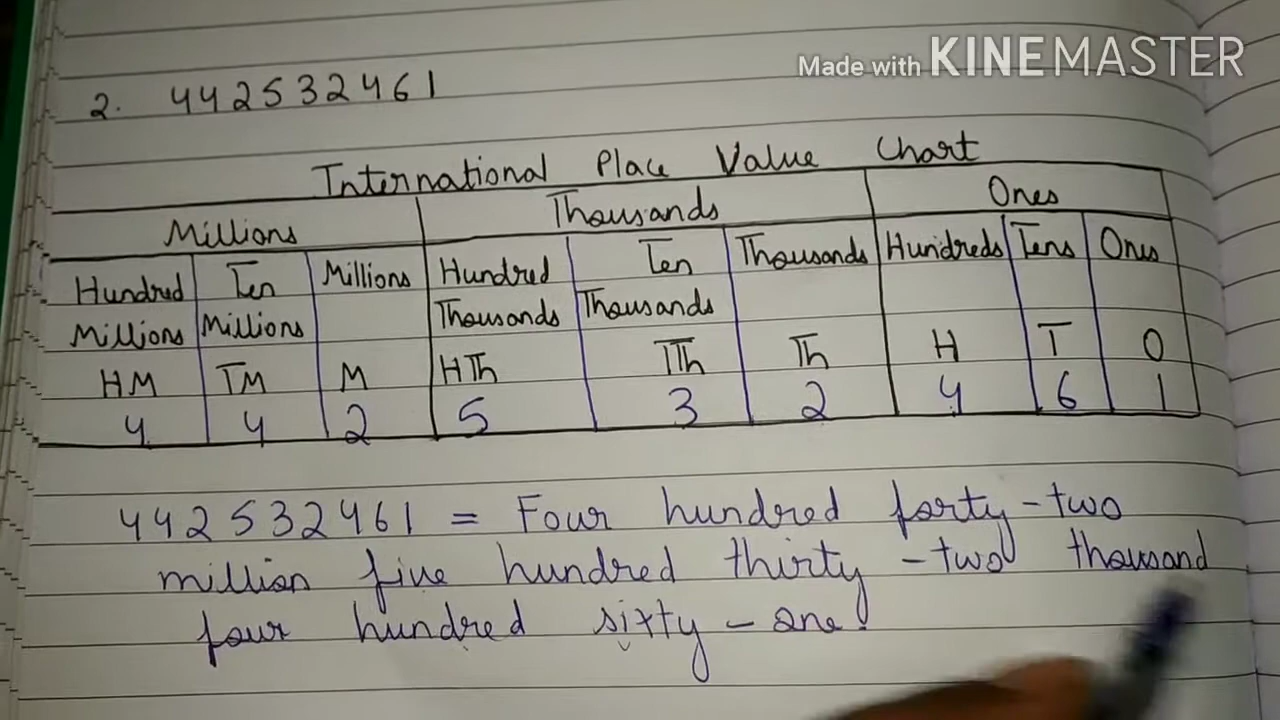 Made with KINEMASTER
2. 442532461
International Place Value Chart
Millions Thousands Ones
Hundred Ten Millions Hundred Ten Thousands Hundreds Tens Ones
Millions Millions Thousands Thousands
HM TM M HTh TTh Th H T O
4 4 2 5 3 2 4 6 1
442532461 = Four hundred forty-two
million five hundred thirty-two thousand
four hundred sixty-one.